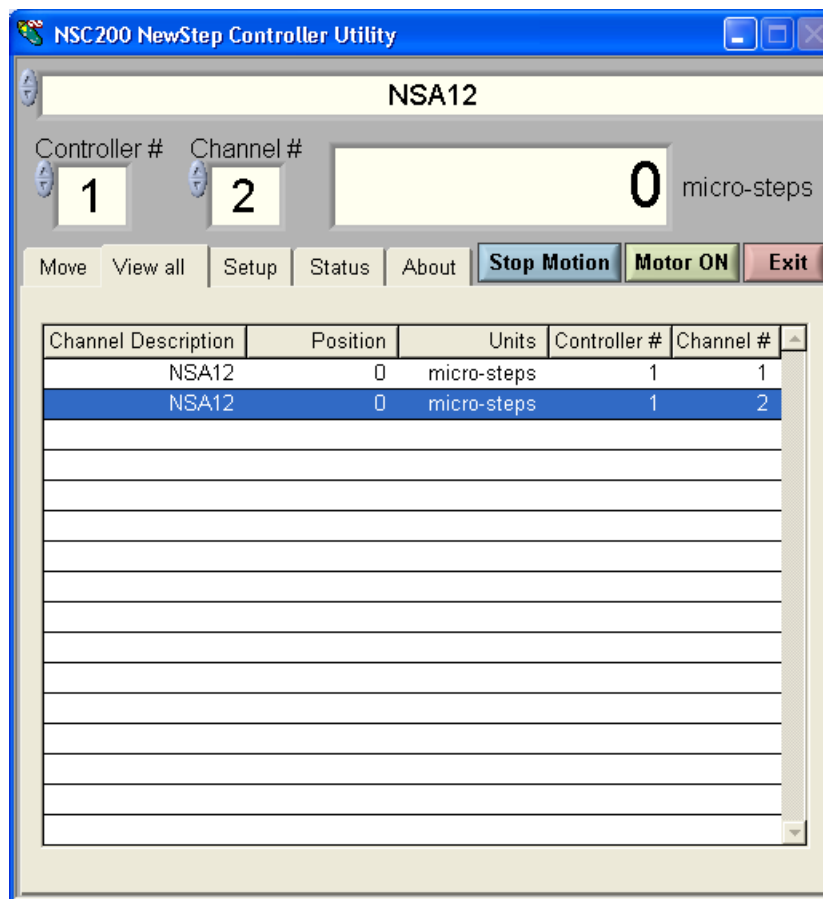 NSC200 NewStep Controller Utility
NSA12
Controller # Channel #
1 2 0 micro-steps
Move View all Setup Status About Stop Motion Motor ON Exit
Channel Description Position Units Controller # Channel #
NSA12 0 micro-steps 1 1
NSA12 0 micro-steps 1 2